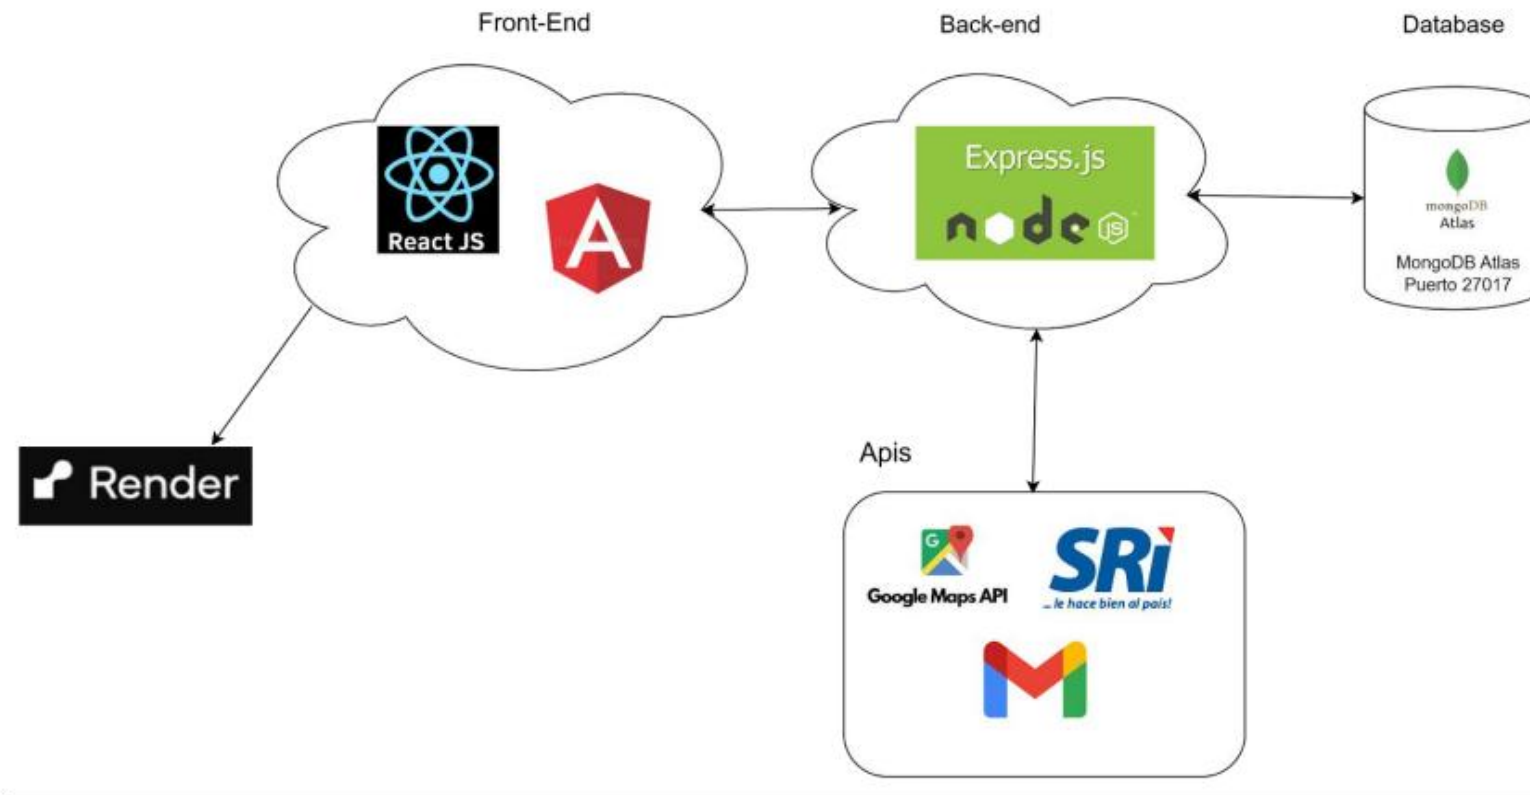 Front-End
Back-end
Database
React JS
Express.js
node JS
mongoDB
Atlas
MongoDB Atlas
Puerto 27017
Render
Apis
G
Google Maps API
SRi
... le hace bien al país!